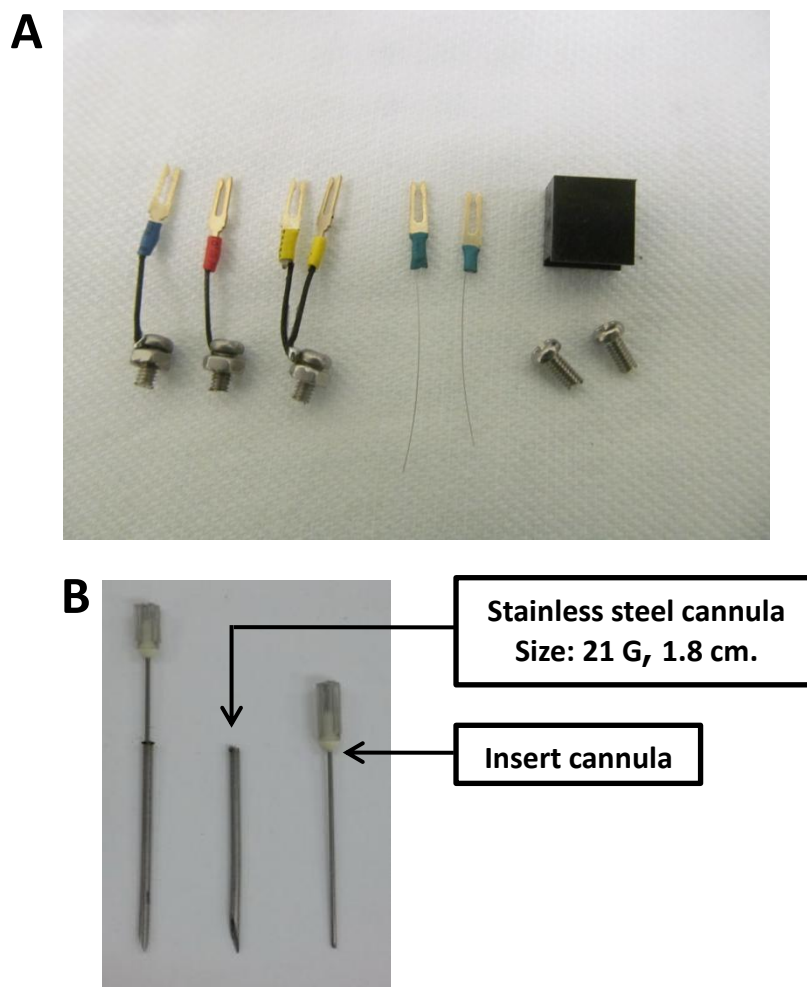 A
B
Stainless steel cannula
Size: 21 G, 1.8 cm.
Insert cannula